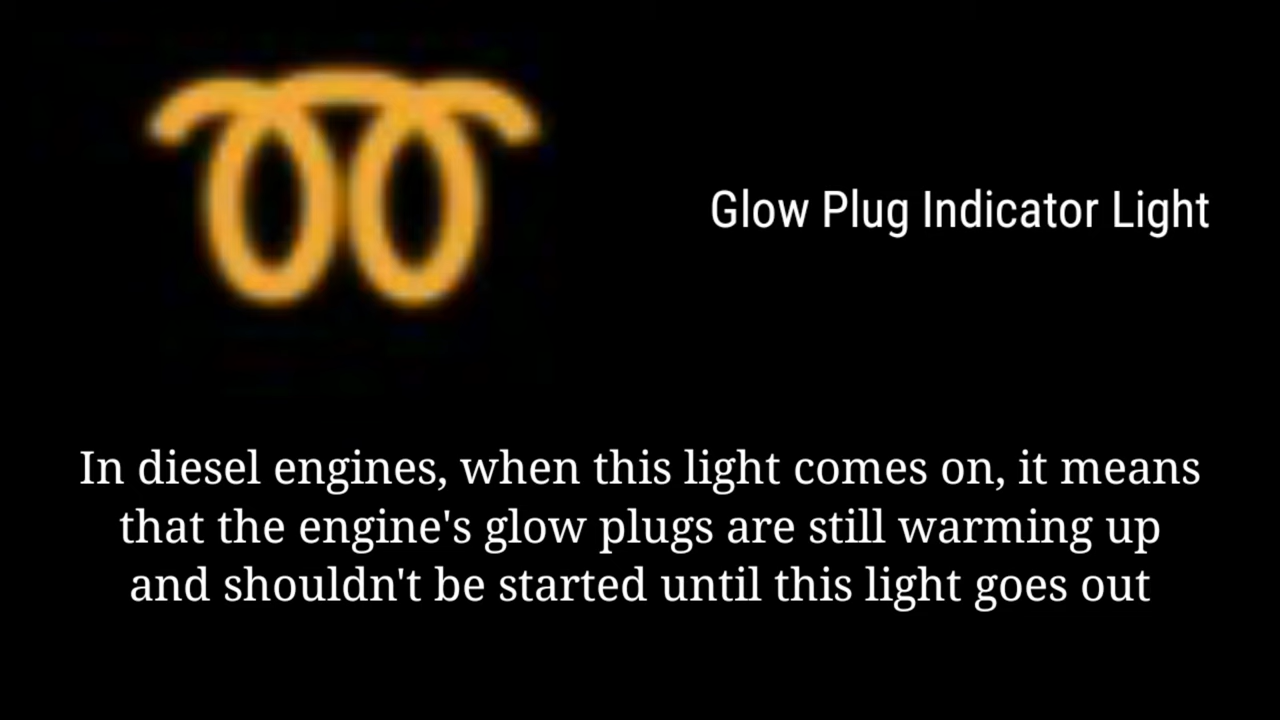 Glow Plug Indicator Light
In diesel engines, when this light comes on, it means
that the engine's glow plugs are still warming up
and shouldn't be started until this light goes out